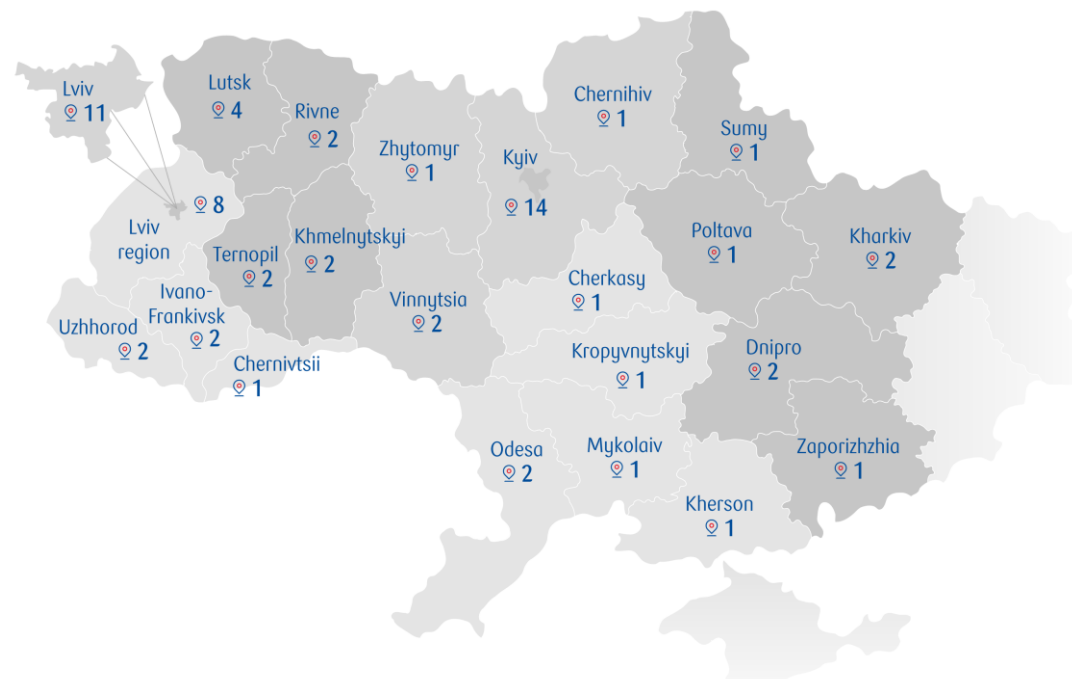 Lviv
11
Lutsk
4
Rivne
2
Zhytomyr
1
Kyiv
14
Chernihiv
1
Sumy
1
8
Lviv
region
Ternopil
2
Khmelnytskyi
2
Vinnytsia
2
Cherkasy
1
Poltava
1
Kharkiv
2
Uzhhorod
2
Ivano-
Frankivsk
2
Chernivtsii
1
Kropyvnytskyi
1
Dnipro
2
Odesa
2
Mykolaiv
1
Kherson
1
Zaporizhzhia
1